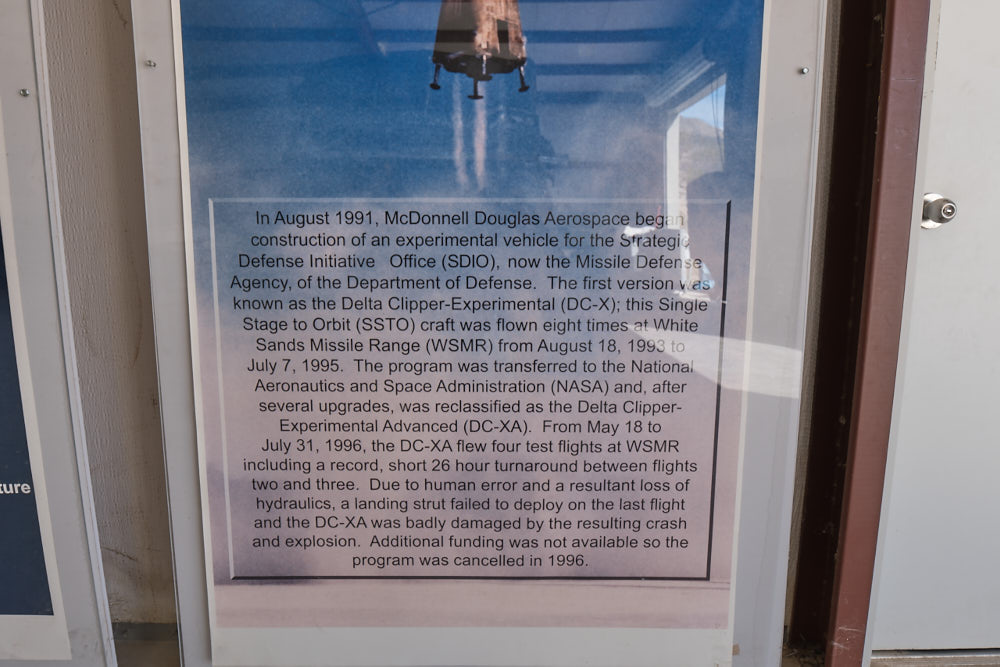 In August 1991, McDonnell Douglas Aerospace began
construction of an experimental vehicle for the Strategic
Defense Initiative Office (SDIO), now the Missile Defense
Agency, of the Department of Defense. The first version was
known as the Delta Clipper-Experimental (DC-X); this Single
Stage to Orbit (SSTO) craft was flown eight times at White
Sands Missile Range (WSMR) from August 18, 1993 to
July 7, 1995. The program was transferred to the National
Aeronautics and Space Administration (NASA) and, after
several upgrades, was reclassified as the Delta Clipper-
Experimental Advanced (DC-XA). From May 18 to
July 31, 1996, the DC-XA flew four test flights at WSMR
including a record, short 26 hour turnaround between flights
two and three. Due to human error and a resultant loss of
hydraulics, a landing strut failed to deploy on the last flight
and the DC-XA was badly damaged by the resulting crash
and explosion. Additional funding was not available so the
program was cancelled in 1996.
ture